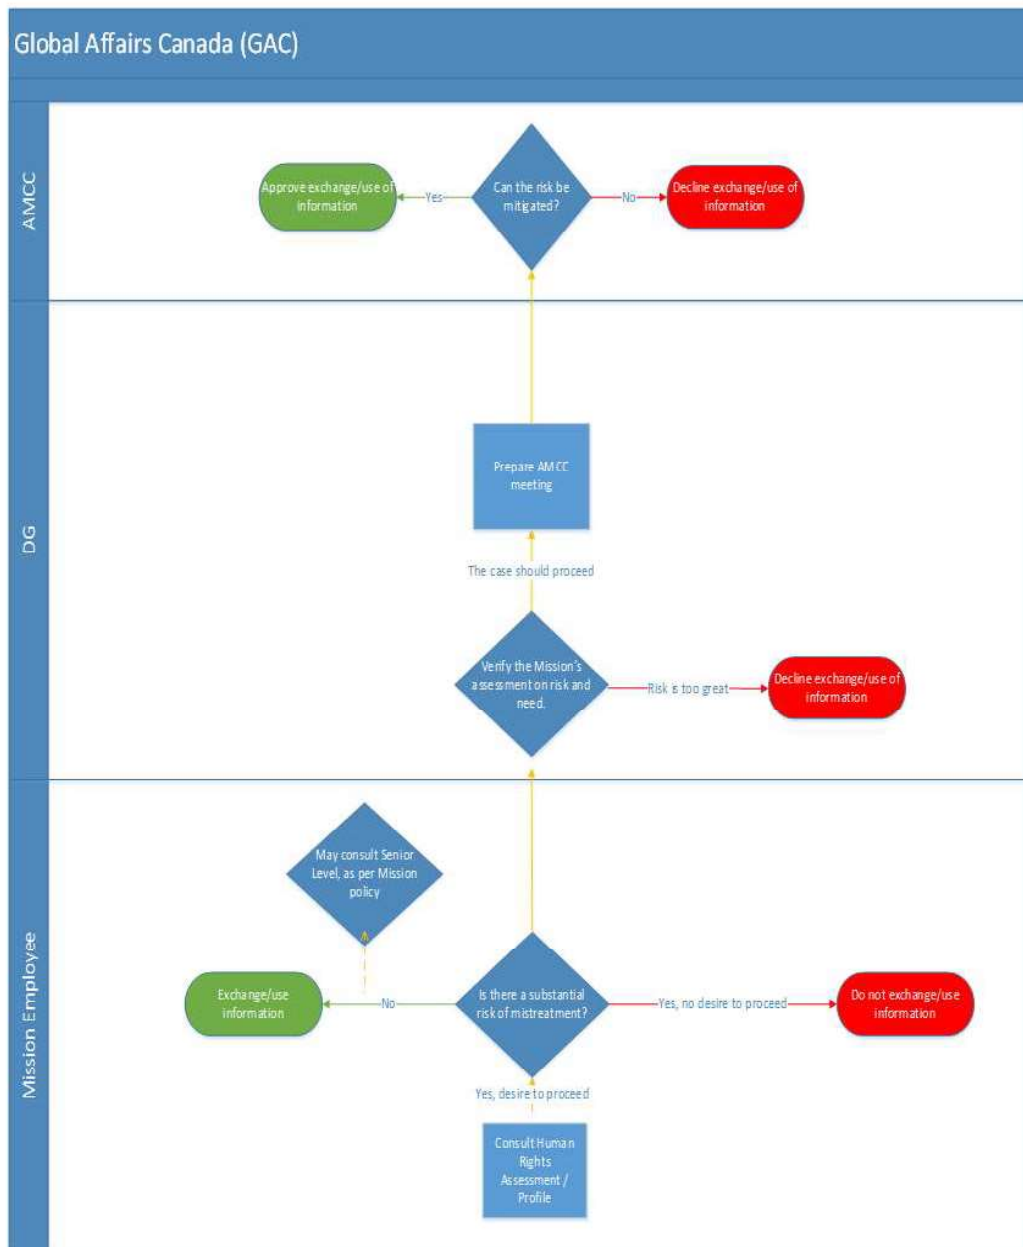 Global Affairs Canada (GAC)
AMCC
Approve exchange/use of
information
Yes
Can the risk be
mitigated?
No
Decline exchange/use of
information
DG
Prepare AMCC
meeting
The case should proceed
Verify the Mission's
assessment on risk and
need.
Risk is too great
Decline exchange/use of
information
Mission Employee
May consult Senior
Level, as per Mission
policy
Exchange/use
information
No
Is there a substantial
risk of mistreatment?
Yes, no desire to proceed
Do not exchange/use
information
Yes, desire to proceed
Consult Human
Rights
Assessment /
Profile